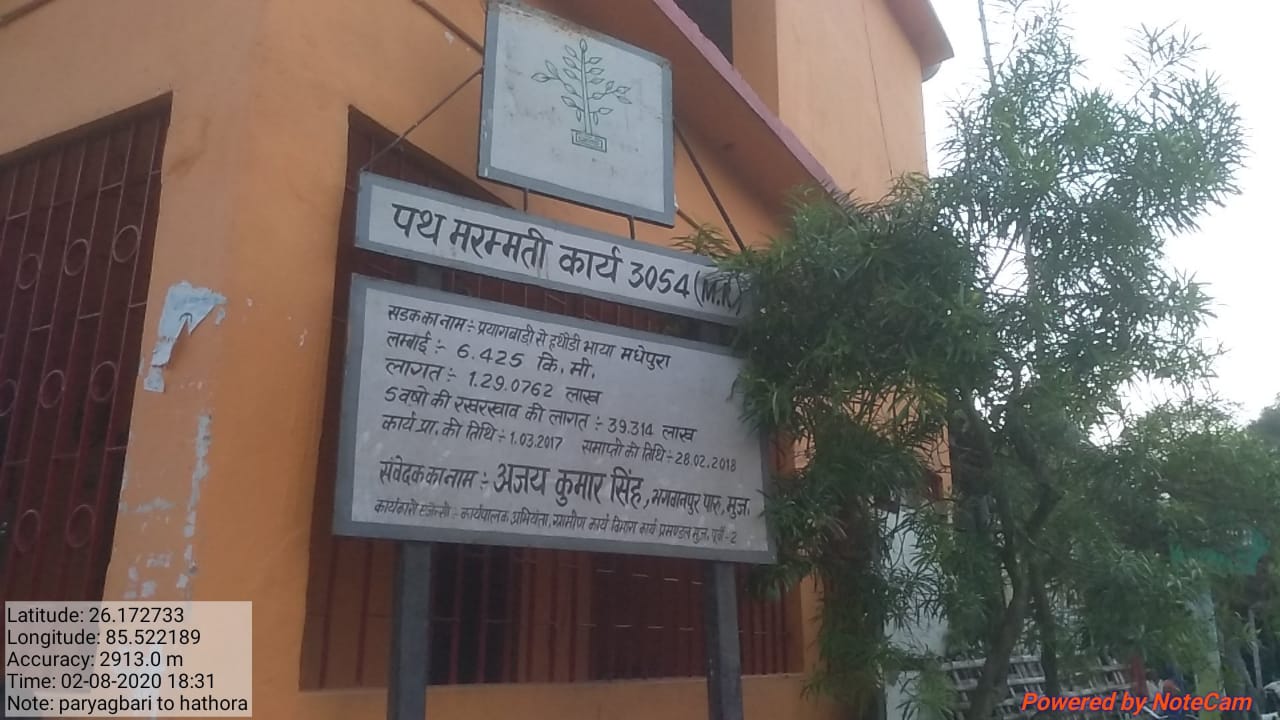 पथ मरम्मती कार्य 3054 (M.R)
सडक का नाम ÷ प्रयागबाडी से हथौडी भाया मधेपुरा
लम्बाई ÷ 6.425 कि. मी.
लागत ÷ 1.29.0762 लाख
5 वर्षो की रखरखाव की लागत ÷ 39.314 लाख
कार्य प्रा. की तिथि ÷ 1.03.2017 समाप्ती की तिथि ÷ 28.02.2018
संवेदक का नाम ÷ अजय कुमार सिंह, भगवानपुर पारु, मुज.
कार्यकारी एजेन्सी ÷ कार्यपालक अभियंता, ग्रामीण कार्य विभाग कार्य प्रमण्डल मुज. पूर्वी - 2
Latitude: 26.172733
Longitude: 85.522189
Accuracy: 2913.0 m
Time: 02-08-2020 18:31
Note: paryagbari to hathora
Powered by NoteCam